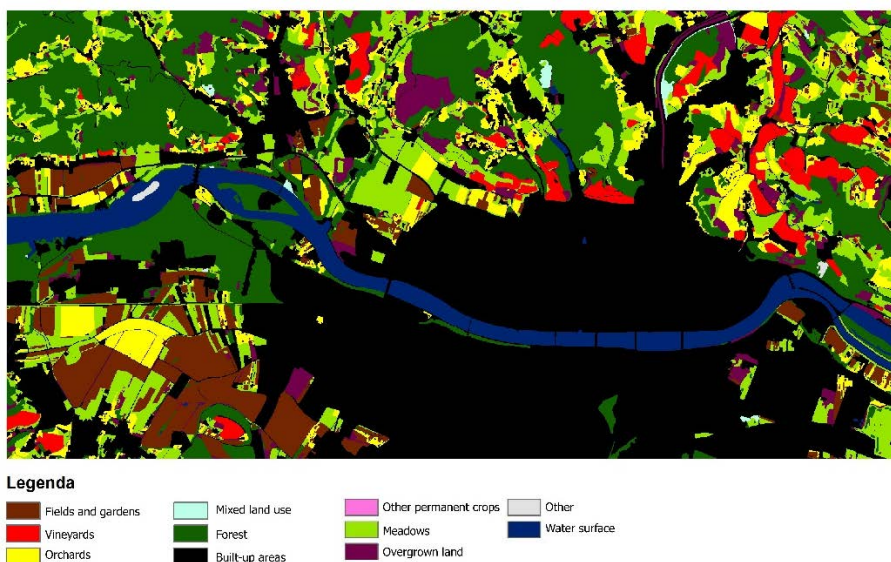 Legenda
Fields and gardens
Vineyards
Orchards
Mixed land use
Forest
Built-up areas
Other permanent crops
Meadows
Overgrown land
Other
Water surface